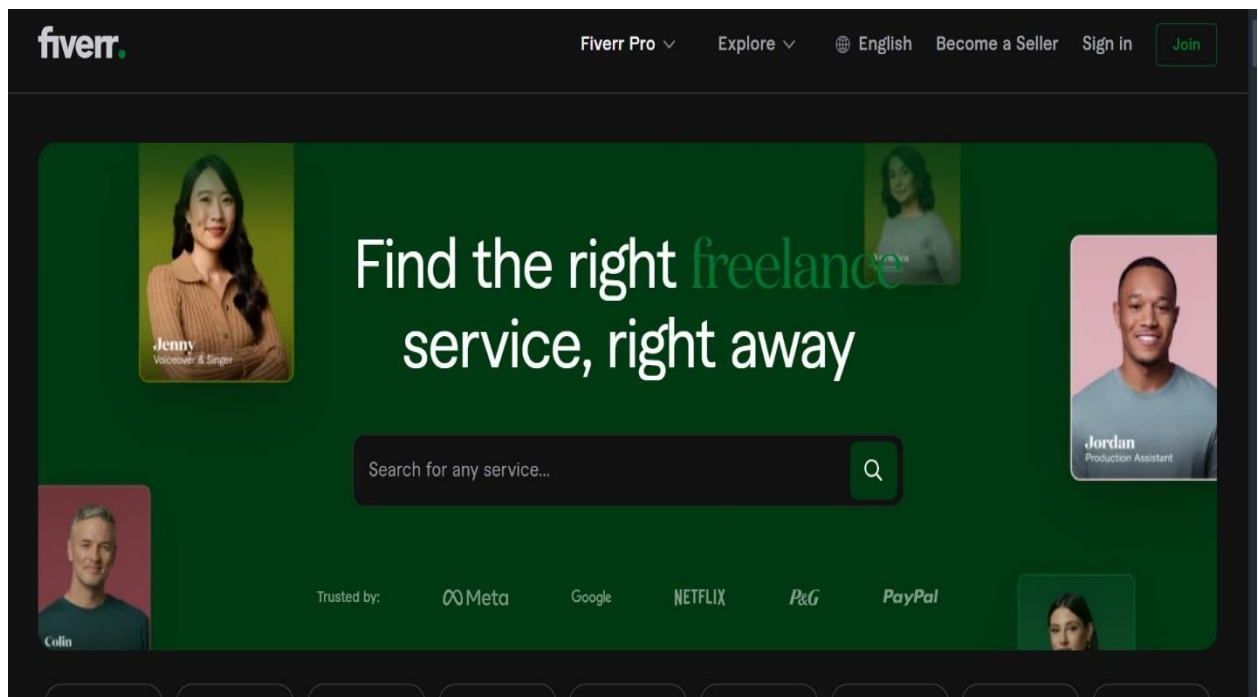 fiverr.
Fiverr Pro Explore English Become a Seller Sign in Join
Find the right freelance
service, right away
Jenny
Voiceover & Singer
Jordan
Production Assistant
Search for any service...
Trusted by: Meta Google NETFLIX P&G PayPal
Colin